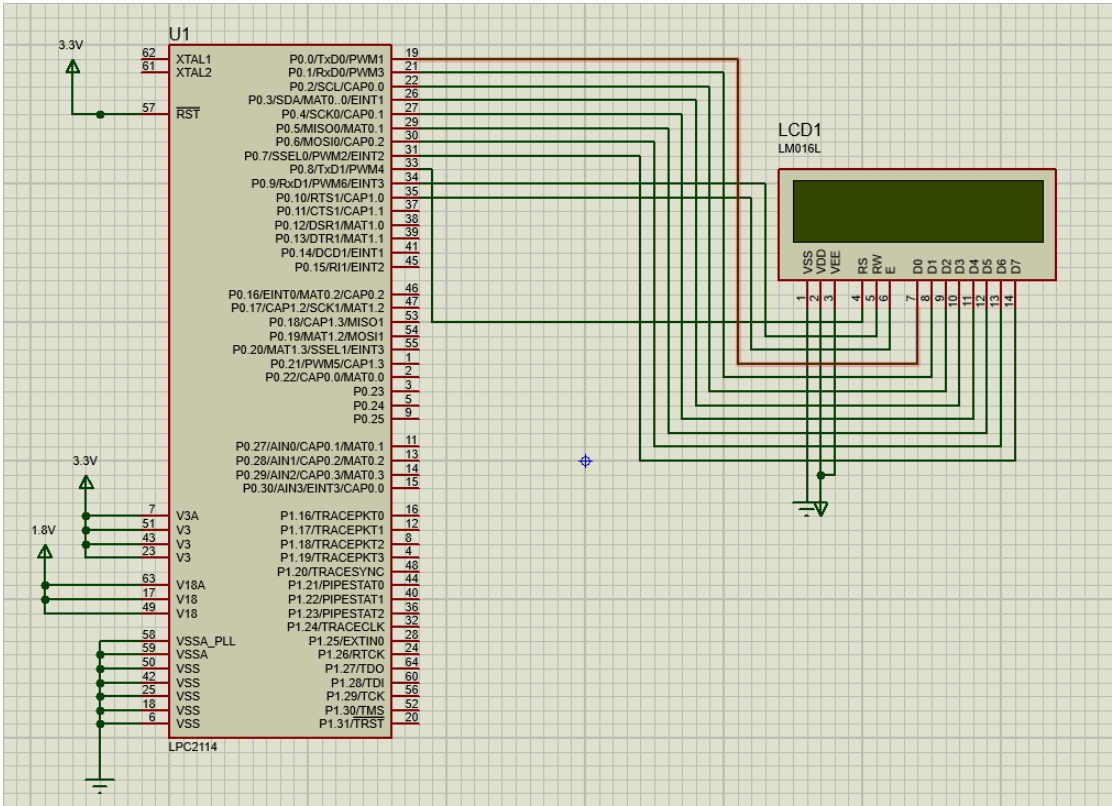 U1
3.3V
62 XTAL1
61 XTAL2
57 RST
3.3V
7 V3A
51 V3
43 V3
23 V3
1.8V
63 V18A
17 V18
49 V18
58 VSSA_PLL
59 VSSA
50 VSS
42 VSS
25 VSS
18 VSS
6 VSS
P0.0/TxD0/PWM1 19
P0.1/RxD0/PWM3 21
P0.2/SCL/CAP0.0 22
P0.3/SDA/MAT0..0/EINT1 26
P0.4/SCK0/CAP0.1 27
P0.5/MISO0/MAT0.1 29
P0.6/MOSI0/CAP0.2 30
P0.7/SSEL0/PWM2/EINT2 31
P0.8/TxD1/PWM4 33
P0.9/RxD1/PWM6/EINT3 34
P0.10/RTS1/CAP1.0 35
P0.11/CTS1/CAP1.1 37
P0.12/DSR1/MAT1.0 38
P0.13/DTR1/MAT1.1 39
P0.14/DCD1/EINT1 41
P0.15/RI1/EINT2 45
P0.16/EINT0/MAT0.2/CAP0.2 46
P0.17/CAP1.2/SCK1/MAT1.2 47
P0.18/CAP1.3/MISO1 53
P0.19/MAT1.2/MOSI1 54
P0.20/MAT1.3/SSEL1/EINT3 55
P0.21/PWM5/CAP1.3 1
P0.22/CAP0.0/MAT0.0 2
P0.23 3
P0.24 5
P0.25 9
P0.27/AIN0/CAP0.1/MAT0.1 11
P0.28/AIN1/CAP0.2/MAT0.2 13
P0.29/AIN2/CAP0.3/MAT0.3 14
P0.30/AIN3/EINT3/CAP0.0 15
P1.16/TRACEPKT0 16
P1.17/TRACEPKT1 12
P1.18/TRACEPKT2 8
P1.19/TRACEPKT3 4
P1.20/TRACESYNC 48
P1.21/PIPESTAT0 44
P1.22/PIPESTAT1 40
P1.23/PIPESTAT2 36
P1.24/TRACECLK 32
P1.25/EXTIN0 28
P1.26/RTCK 24
P1.27/TDO 64
P1.28/TDI 60
P1.29/TCK 56
P1.30/TMS 52
P1.31/TRST 20
LPC2114
LCD1
LM016L
VSS VDD VEE RS RW E D0 D1 D2 D3 D4 D5 D6 D7
1 2 3 4 5 6 7 8 9 10 11 12 13 14